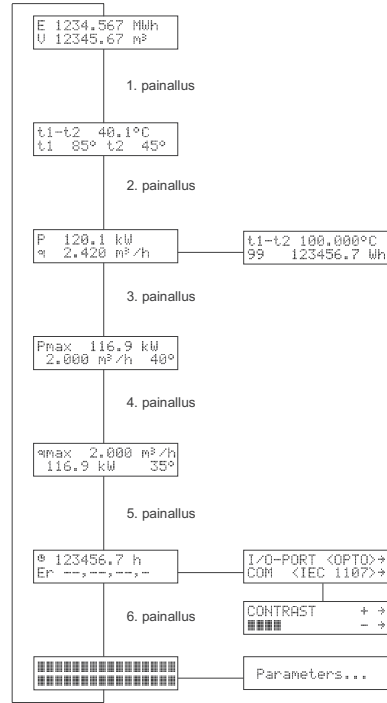 E 1234.567 MWh
V 12345.67 m³
1. painallus
t1-t2 40.1°C
t1 85° t2 45°
2. painallus
P 120.1 kW
q 2.420 m³/h
t1-t2 100.000°C
99 123456.7 Wh
3. painallus
Pmax 116.9 kW
2.000 m³/h 40°
4. painallus
qmax 2.000 m³/h
116.9 kW 35°
5. painallus
123456.7 h
Er --,--,--,-
I/O-PORT <OPTO>→
COM <IEC 1107>→
6. painallus
CONTRAST + →
- →
Parameters...